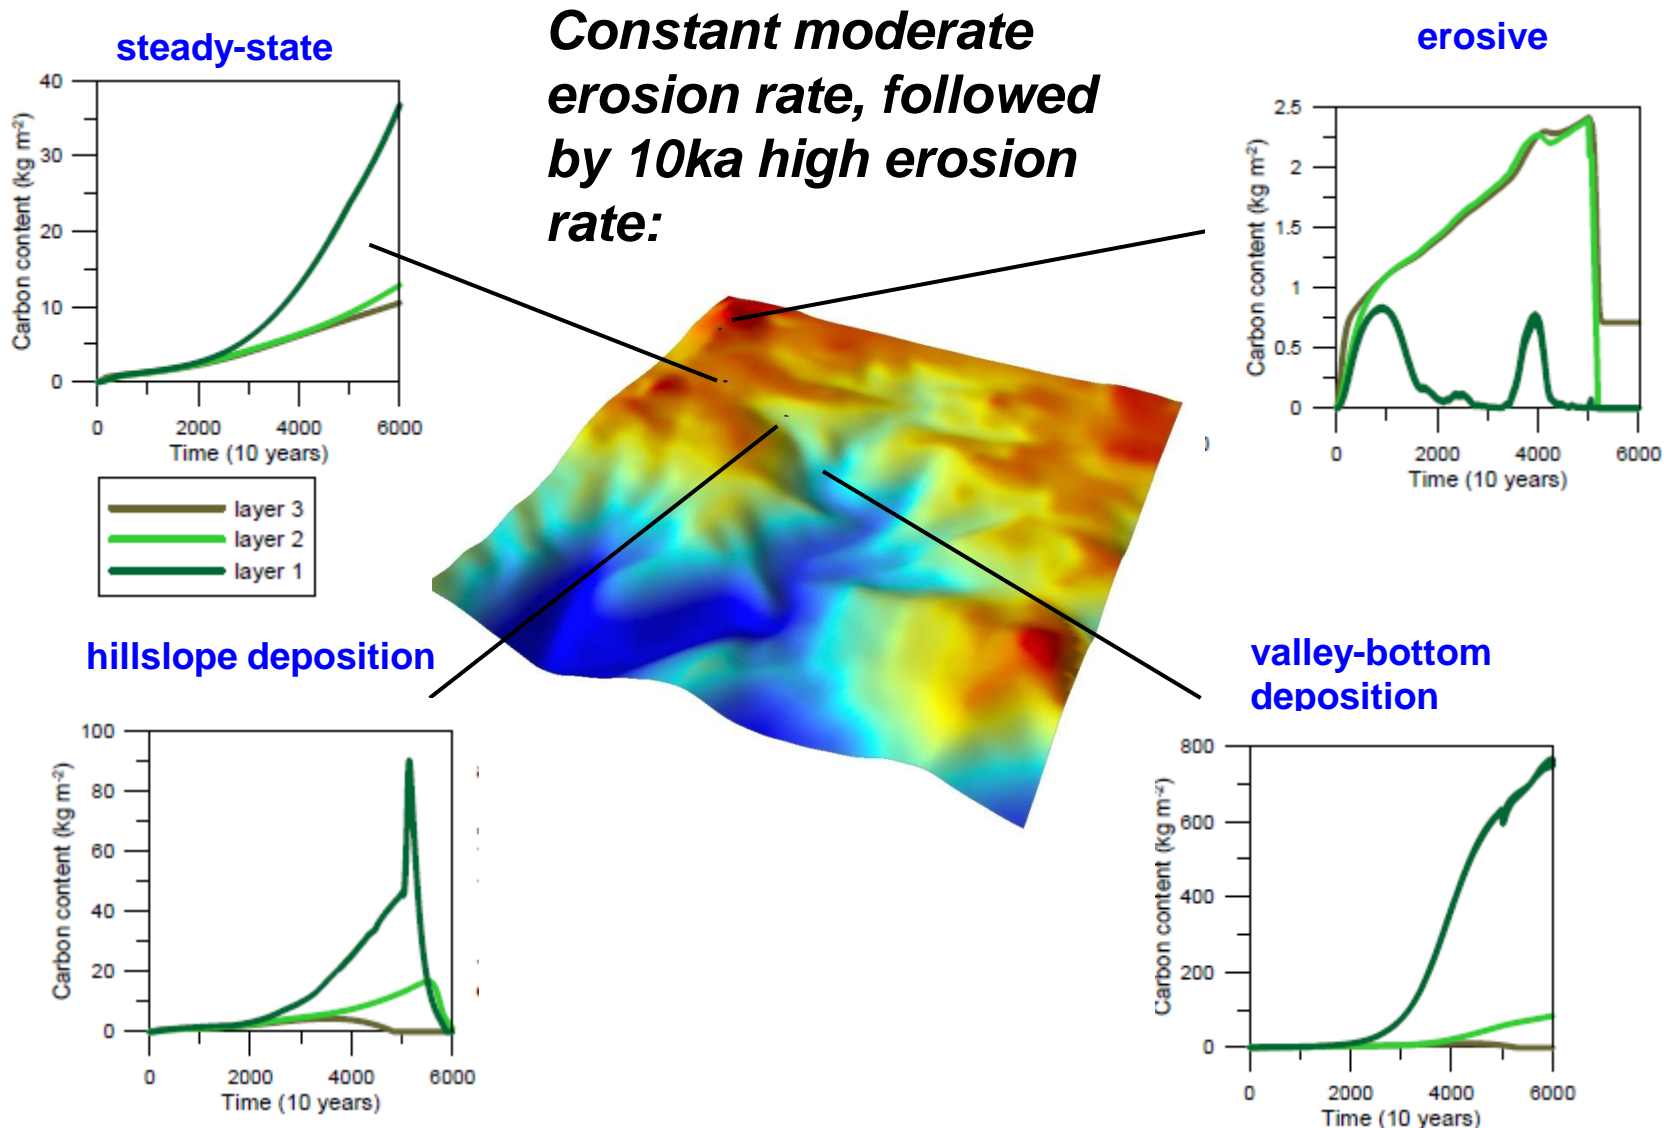 steady-state
Constant moderate
erosion rate, followed
by 10ka high erosion
rate:
erosive
40
30
20
10
0
Carbon content (kg m-2)
0 2000 4000 6000
Time (10 years)
layer 3
layer 2
layer 1
2.5
2
1.5
1
0.5
0
Carbon content (kg m-2)
0 2000 4000 6000
Time (10 years)
hillslope deposition
100
80
60
40
20
0
Carbon content (kg m-2)
0 2000 4000 6000
Time (10 years)
valley-bottom
deposition
800
600
400
200
0
Carbon content (kg m-2)
0 2000 4000 6000
Time (10 years)